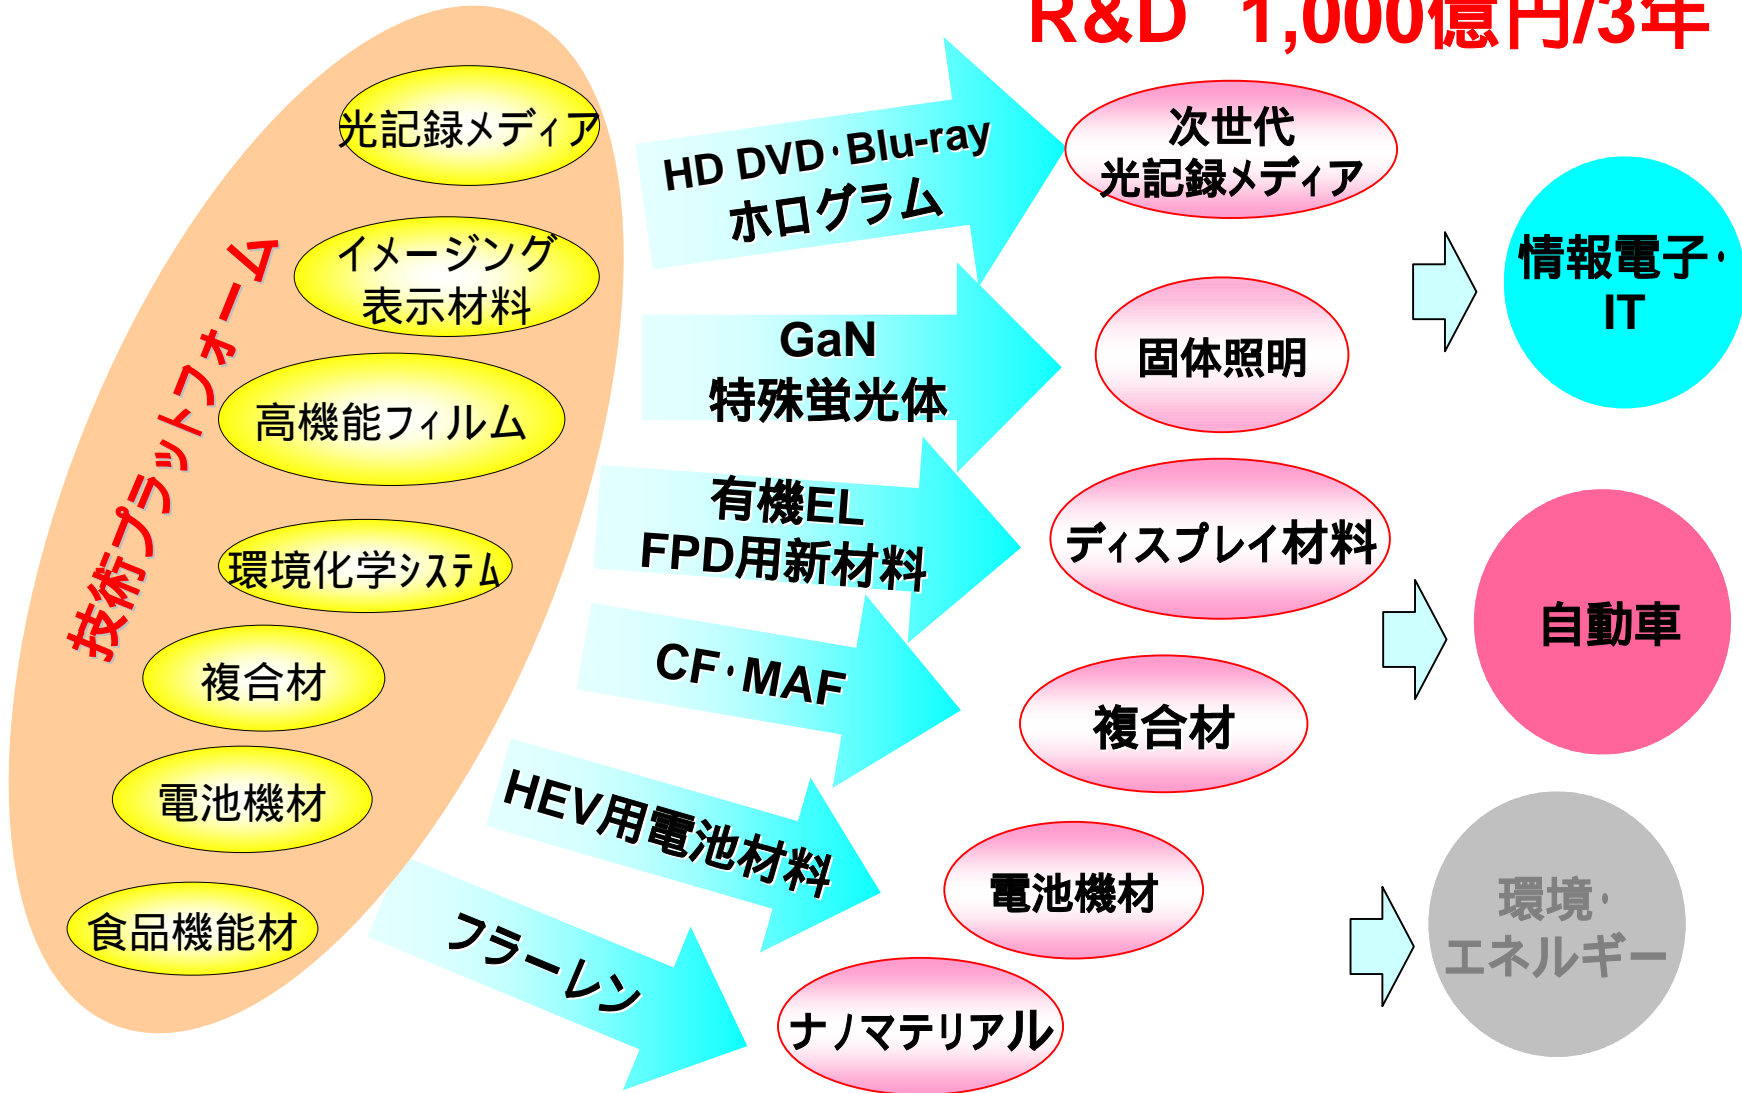 R&D 1,000億円/3年
技術プラットフォーム
光記録メディア
イメージング
表示材料
高機能フィルム
環境化学システム
複合材
電池機材
食品機能材
HD DVD・Blu-ray
ホログラム
GaN
特殊蛍光体
有機EL
FPD用新材料
CF・MAF
HEV用電池材料
フラーレン
次世代
光記録メディア
固体照明
ディスプレイ材料
複合材
電池機材
ナノマテリアル
情報電子・
IT
自動車
環境・
エネルギー